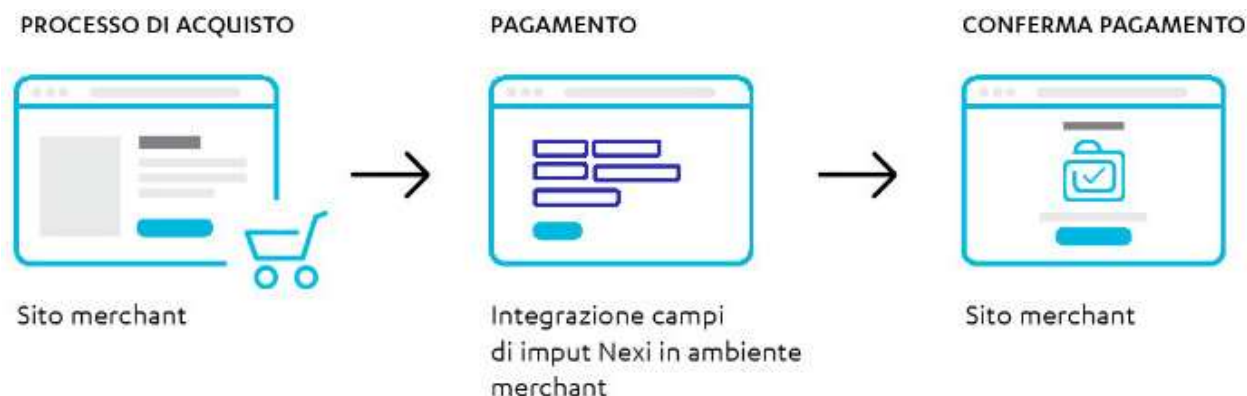 PROCESSO DI ACQUISTO
PAGAMENTO
CONFERMA PAGAMENTO
Sito merchant
Integrazione campi
di imput Nexi in ambiente
merchant
Sito merchant